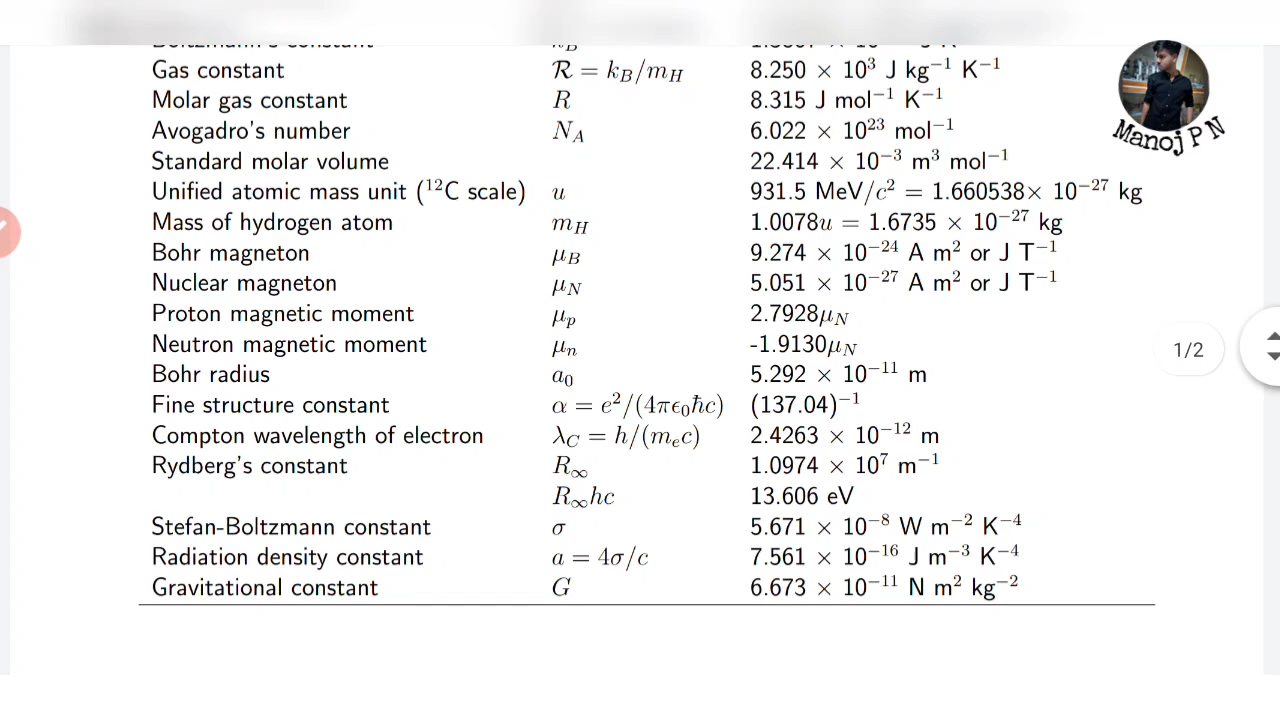 Gas constant R = k_B/m_H 8.250 × 10³ J kg⁻¹ K⁻¹
Molar gas constant R 8.315 J mol⁻¹ K⁻¹
Avogadro's number N_A 6.022 × 10²³ mol⁻¹
Standard molar volume 22.414 × 10⁻³ m³ mol⁻¹
Unified atomic mass unit (¹²C scale) u 931.5 MeV/c² = 1.660538× 10⁻²⁷ kg
Mass of hydrogen atom m_H 1.0078u = 1.6735 × 10⁻²⁷ kg
Bohr magneton μ_B 9.274 × 10⁻²⁴ A m² or J T⁻¹
Nuclear magneton μ_N 5.051 × 10⁻²⁷ A m² or J T⁻¹
Proton magnetic moment μ_p 2.7928μ_N
Neutron magnetic moment μ_n -1.9130μ_N
Bohr radius a₀ 5.292 × 10⁻¹¹ m
Fine structure constant α = e²/(4πϵ₀ħc) (137.04)⁻¹
Compton wavelength of electron λ_C = h/(m_e c) 2.4263 × 10⁻¹² m
Rydberg's constant R_∞ 1.0974 × 10⁷ m⁻¹
R_∞hc 13.606 eV
Stefan-Boltzmann constant σ 5.671 × 10⁻⁸ W m⁻² K⁻⁴
Radiation density constant a = 4σ/c 7.561 × 10⁻¹⁶ J m⁻³ K⁻⁴
Gravitational constant G 6.673 × 10⁻¹¹ N m² kg⁻²
Manoj P N
1/2